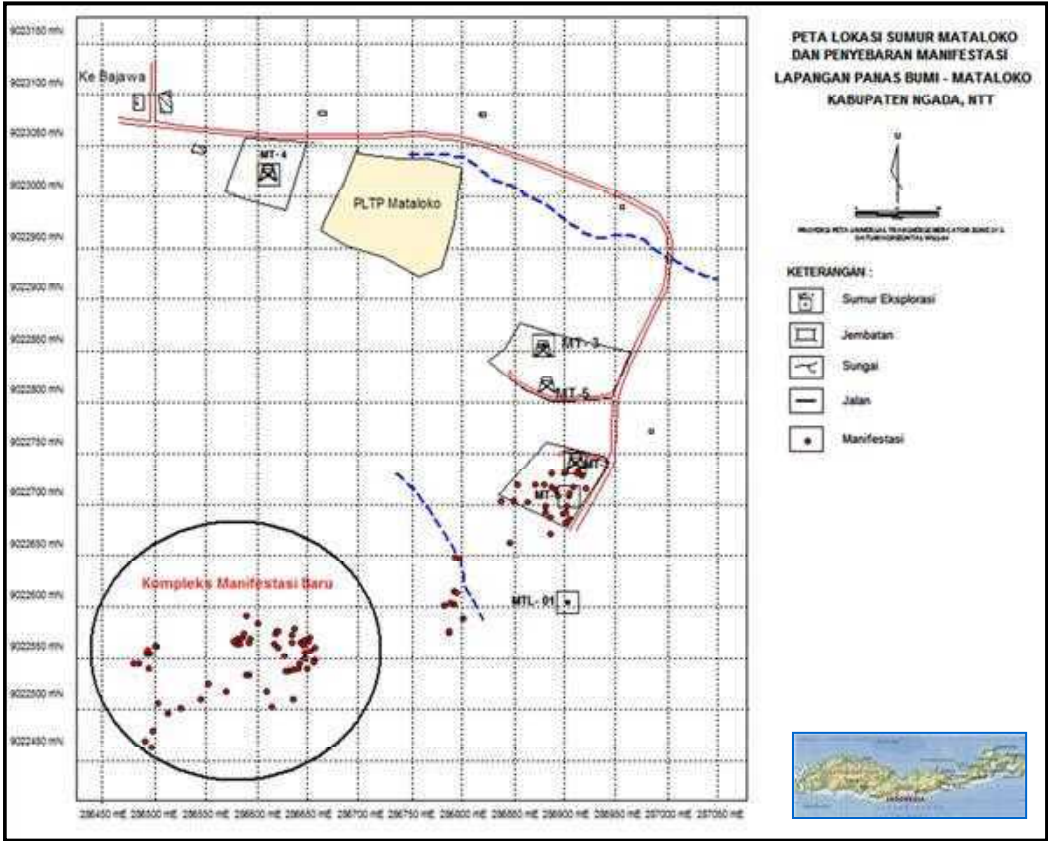 PETA LOKASI SUMUR MATALOKO
DAN PENYEBARAN MANIFESTASI
LAPANGAN PANAS BUMI - MATALOKO
KABUPATEN NGADA, NTT
U
KETERANGAN :
Sumur Eksplorasi
Jembatan
Sungai
Jalan
Manifestasi
INDONESIA
9023150 mN
9023100 mN
9023050 mN
9023000 mN
9022950 mN
9022900 mN
9022850 mN
9022800 mN
9022750 mN
9022700 mN
9022650 mN
9022600 mN
9022550 mN
9022500 mN
9022450 mN
Ke Bajawa
MT-4
PLTP Mataloko
MT-3
MT-5
MTL-01
Kompleks Manifestasi Baru
286450 mE 286500 mE 286550 mE 286600 mE 286650 mE 286700 mE 286750 mE 286800 mE 286850 mE 286900 mE 286950 mE 287000 mE 287050 mE